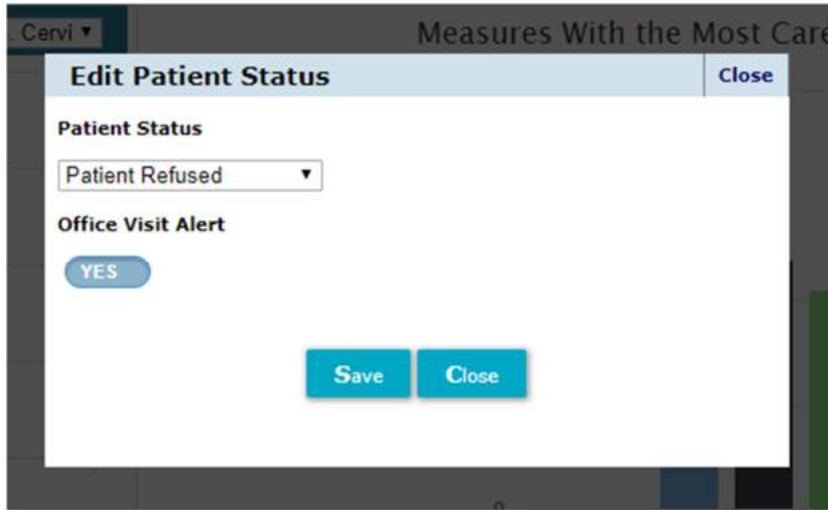 . Cervi
Measures With the Most Care
Edit Patient Status
Close
Patient Status
Patient Refused
Office Visit Alert
YES
Save
Close
0